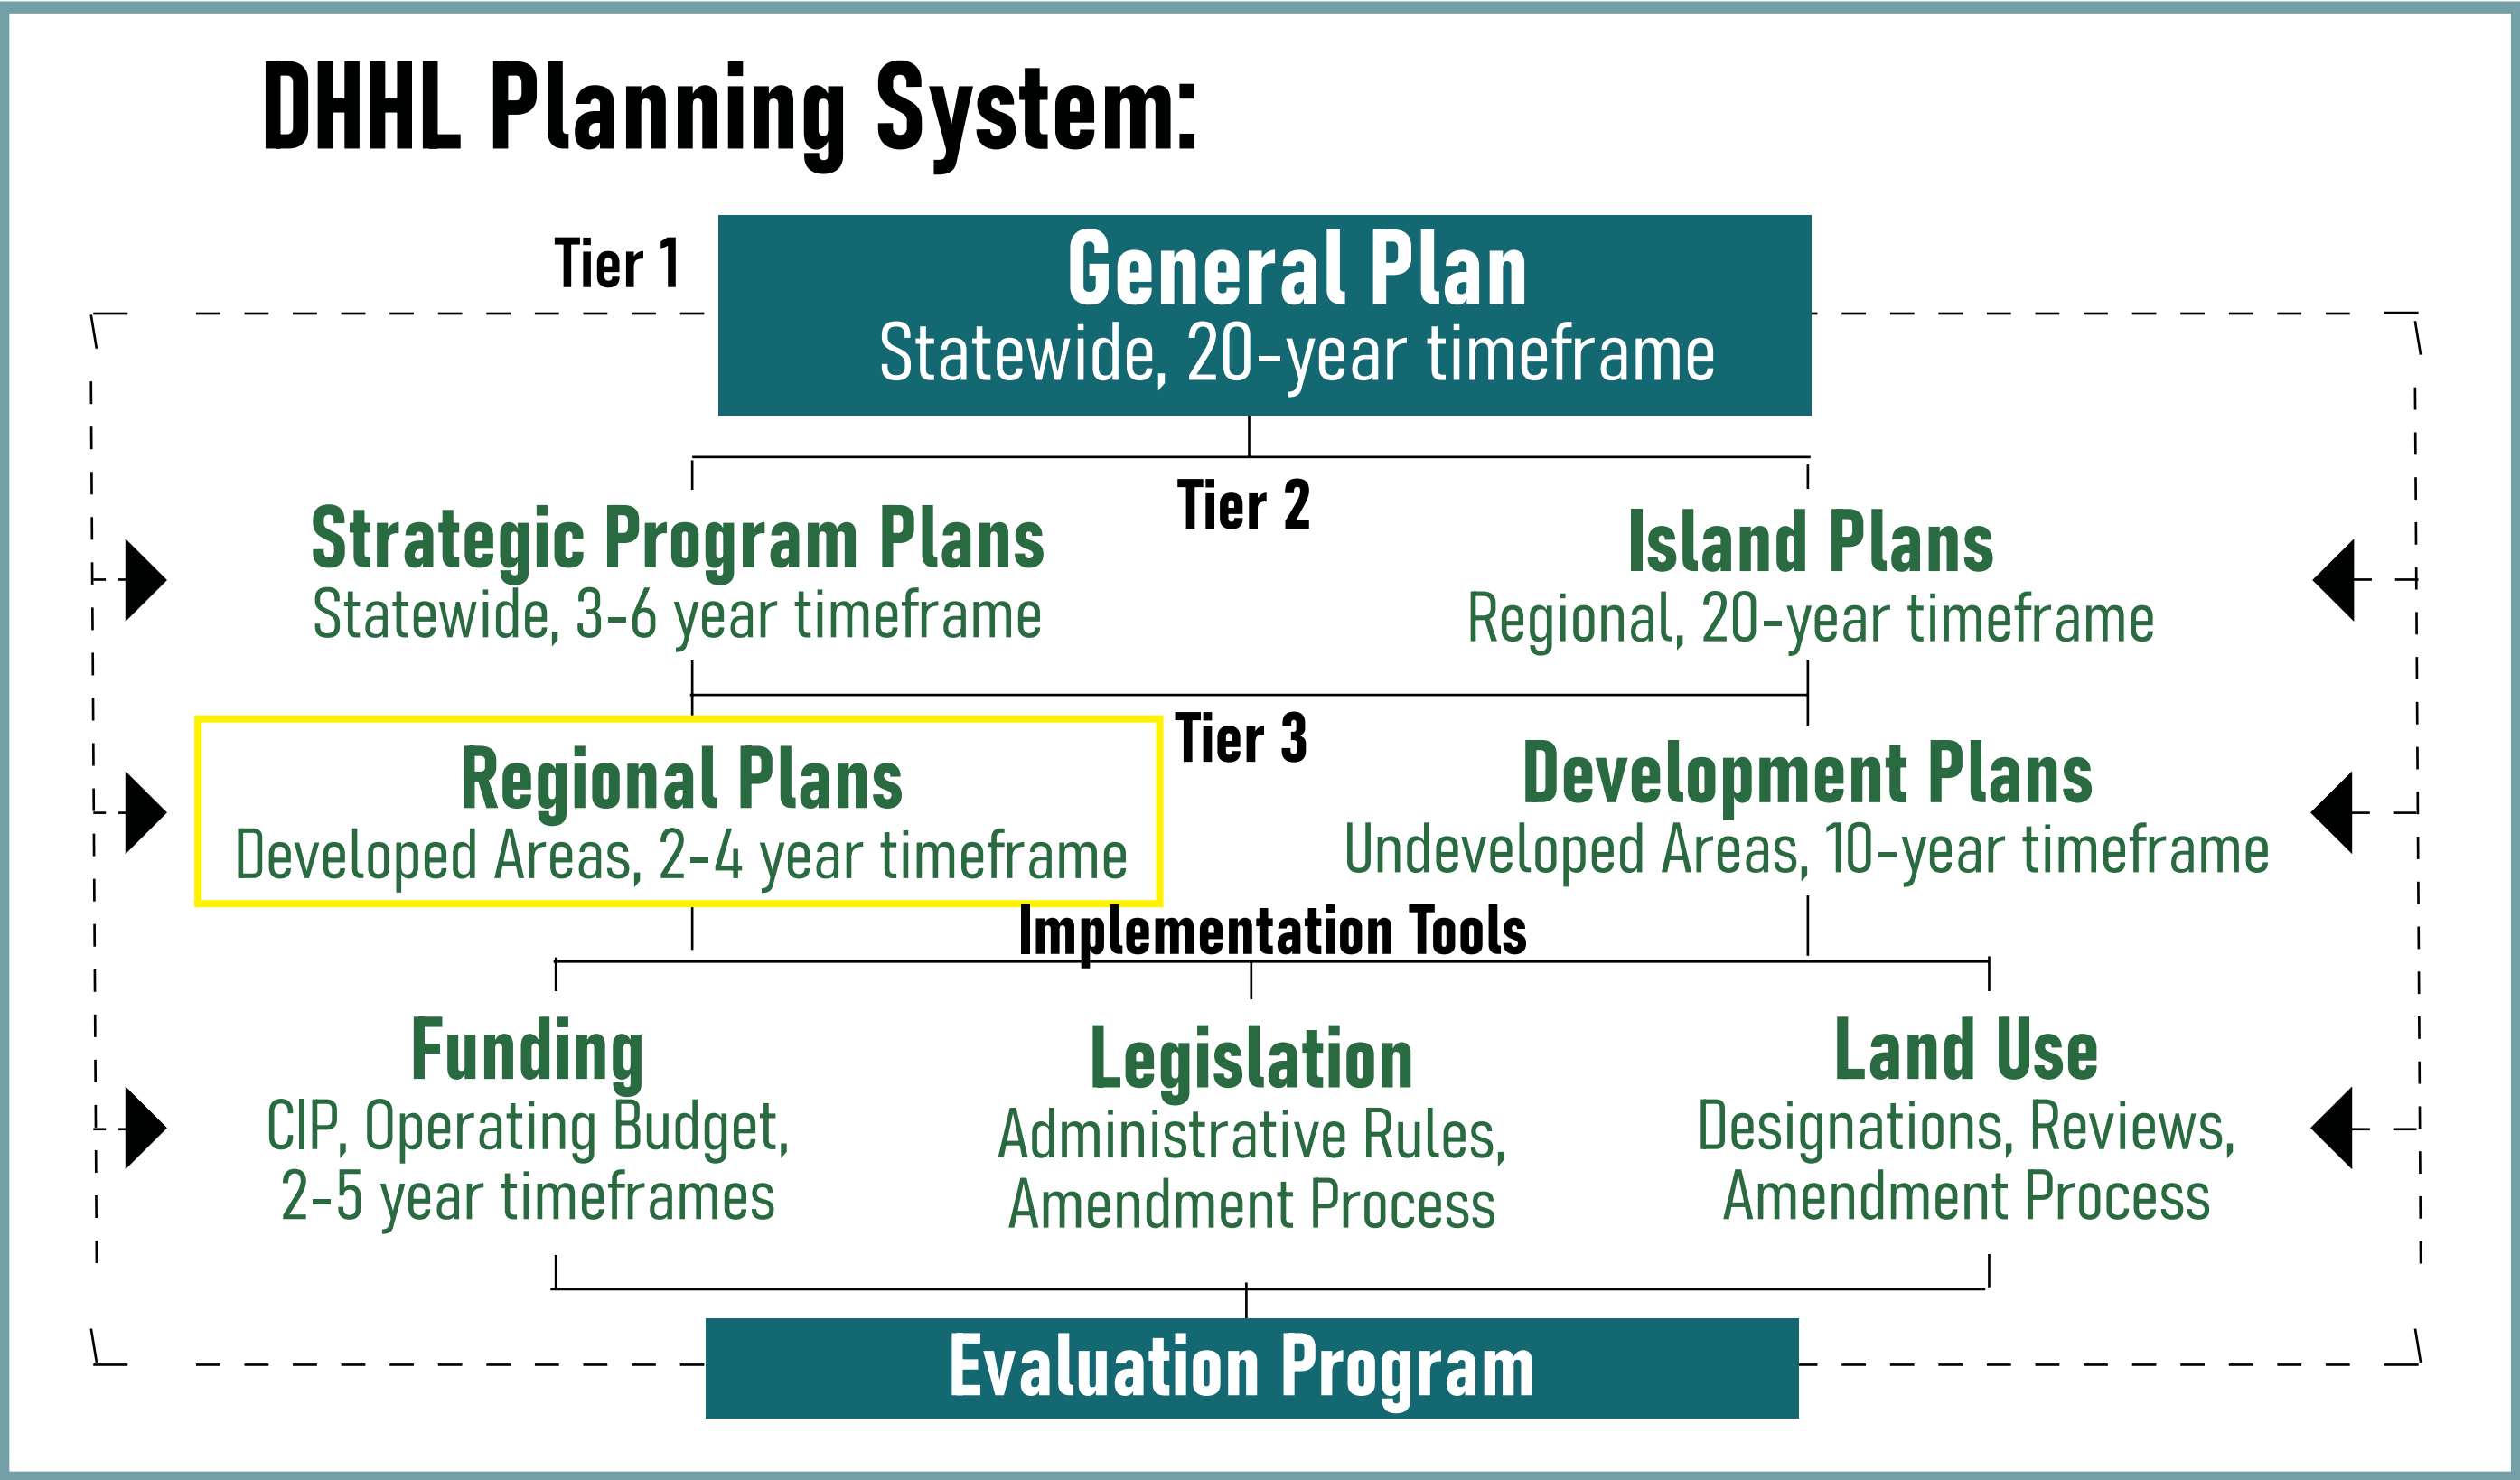 DHHL Planning System:
Tier 1
General Plan
Statewide, 20-year timeframe
Tier 2
Strategic Program Plans
Statewide, 3-6 year timeframe
Island Plans
Regional, 20-year timeframe
Tier 3
Regional Plans
Developed Areas, 2-4 year timeframe
Development Plans
Undeveloped Areas, 10-year timeframe
Implementation Tools
Funding
CIP, Operating Budget,
2-5 year timeframes
Legislation
Administrative Rules,
Amendment Process
Land Use
Designations, Reviews,
Amendment Process
Evaluation Program